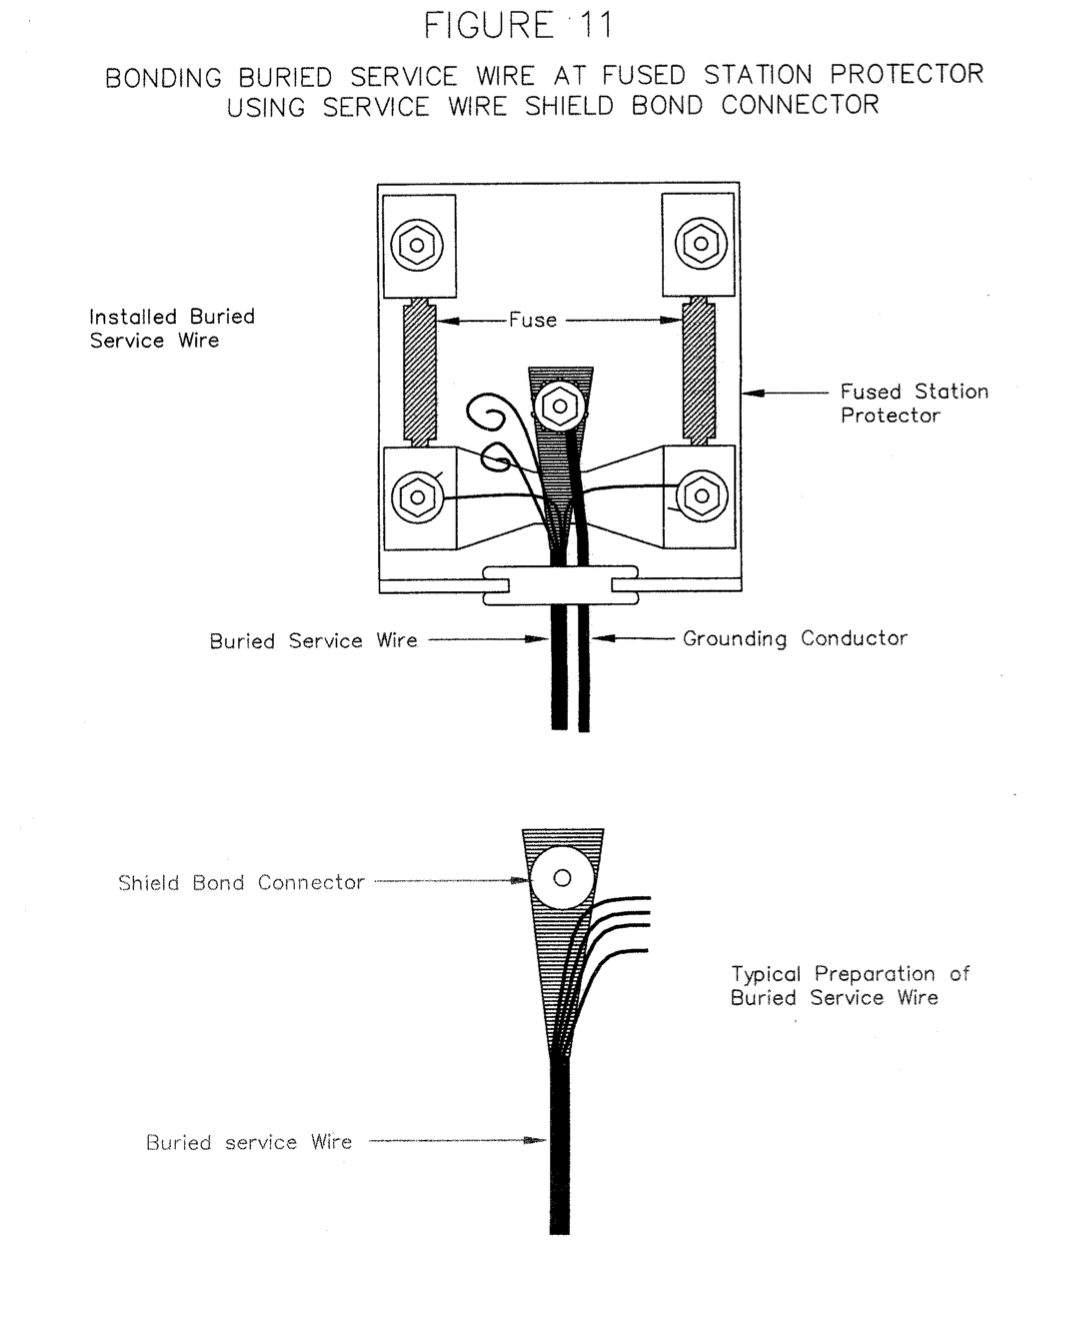 FIGURE 11
BONDING BURIED SERVICE WIRE AT FUSED STATION PROTECTOR
USING SERVICE WIRE SHIELD BOND CONNECTOR
Installed Buried
Service Wire
Fuse
Fused Station
Protector
Buried Service Wire
Grounding Conductor
Shield Bond Connector
Typical Preparation of
Buried Service Wire
Buried service Wire